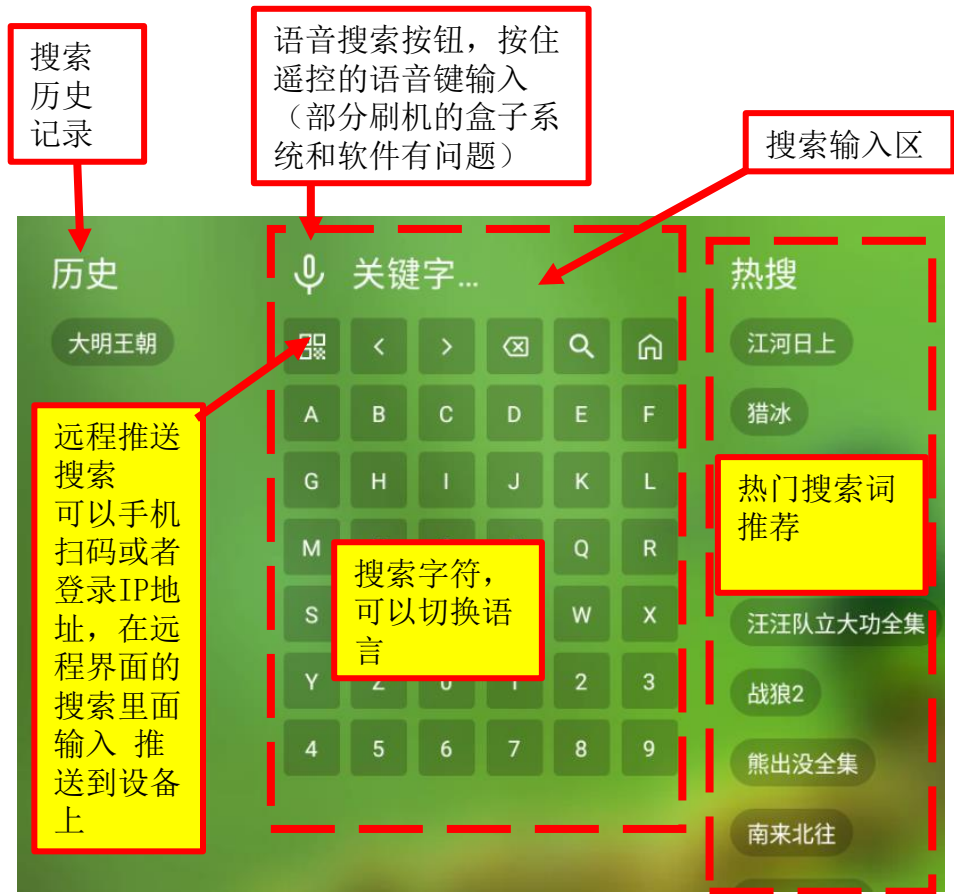 搜索
历史
记录
语音搜索按钮，按住
遥控的语音键输入
（部分刷机的盒子系
统和软件有问题）
搜索输入区
历史
关键字...
热搜
大明王朝
< >
江河日上
A B C D E F
猎冰
远程推送
搜索
可以手机
扫码或者
登录IP地
址，在远
程界面的
搜索里面
输入 推
送到设备
上
G H I J K L
热门搜索词
推荐
M Q R
搜索字符，
可以切换语
言
S W X
汪汪队立大功全集
Y 2 3
战狼2
4 5 6 7 8 9
熊出没全集
南来北往